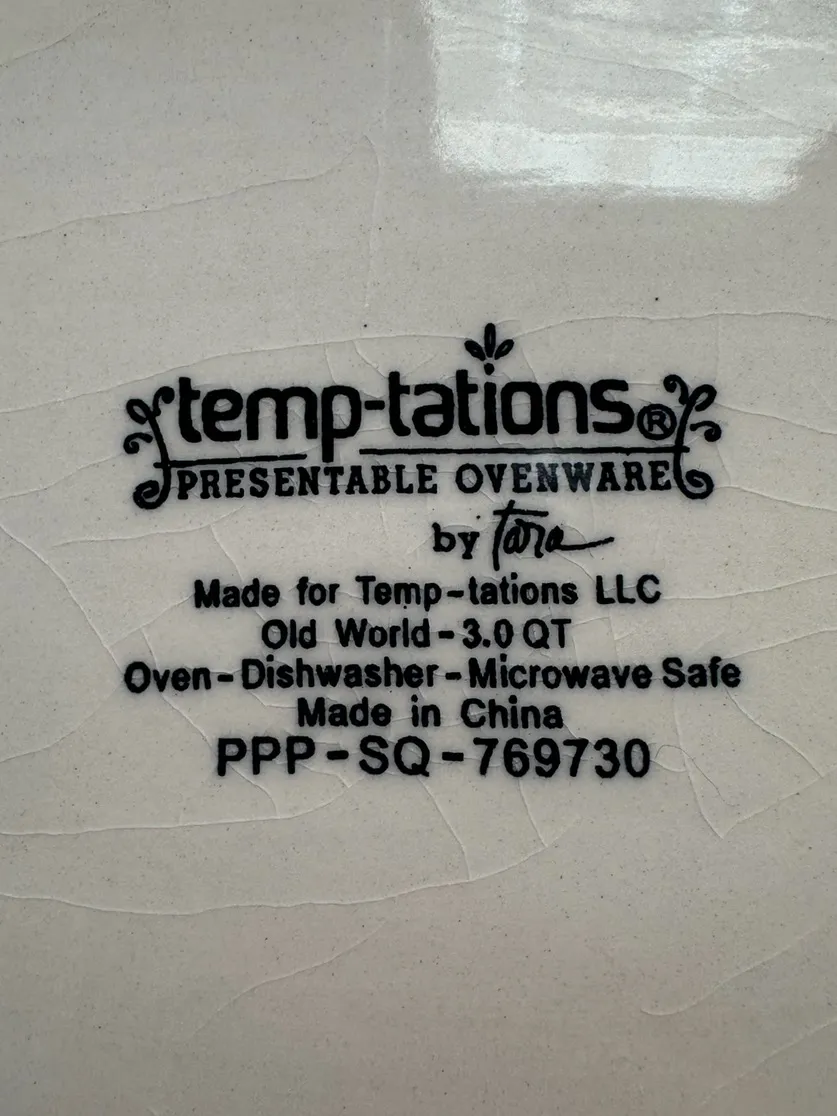 temp-tations®
PRESENTABLE OVENWARE
by Tara
Made for Temp-tations LLC
Old World-3.0 QT
Oven-Dishwasher-Microwave Safe
Made in China
PPP-SQ-769730